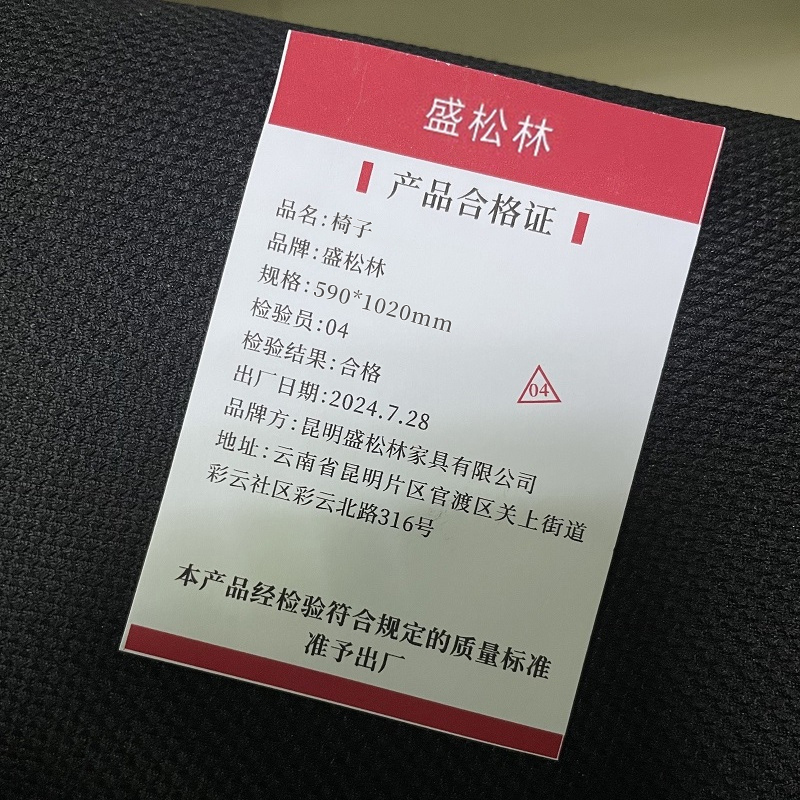 盛松林
产品合格证
品名:椅子
品牌:盛松林
规格:590*1020mm
检验员:04
检验结果:合格
04
出厂日期:2024.7.28
品牌方:昆明盛松林家具有限公司
地址:云南省昆明片区官渡区关上街道
彩云社区彩云北路316号
本产品经检验符合规定的质量标准
准予出厂